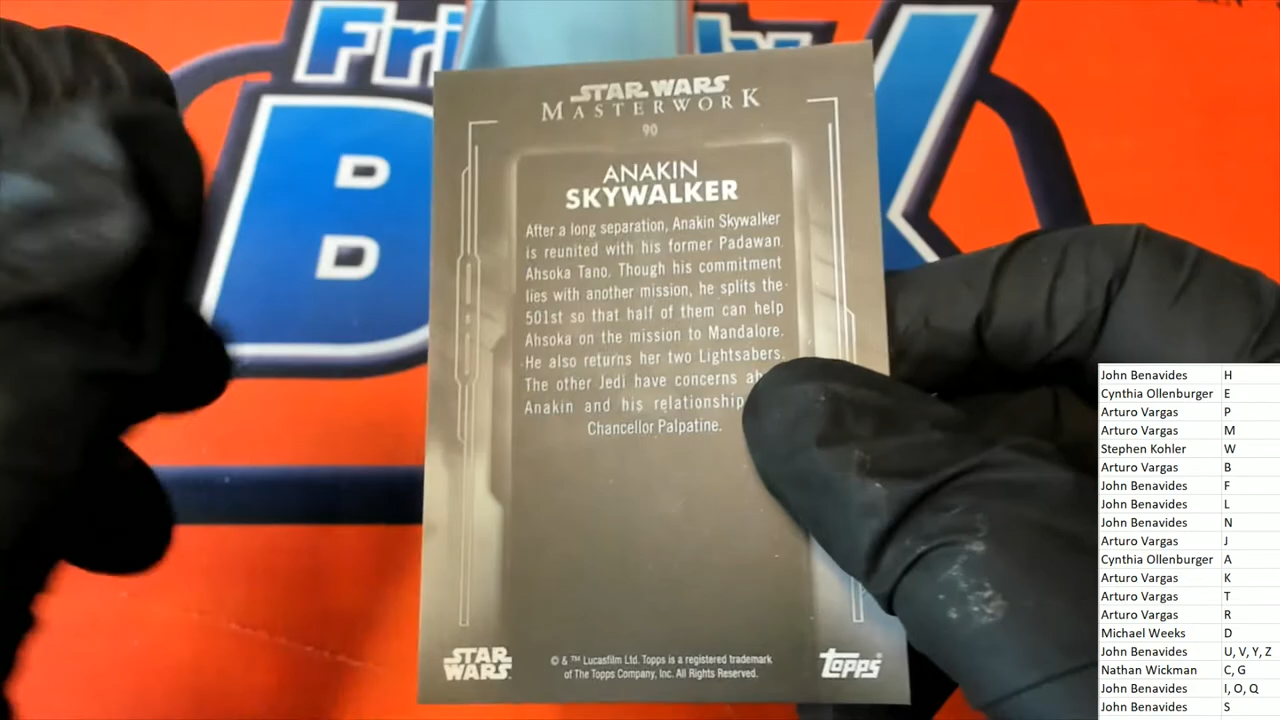 Fri
B
STAR WARS
MASTERWORK
90
ANAKIN
SKYWALKER
After a long separation, Anakin Skywalker
is reunited with his former Padawan
Ahsoka Tano. Though his commitment
lies with another mission, he splits the
501st so that half of them can help
Ahsoka on the mission to Mandalore.
He also returns her two Lightsabers.
The other Jedi have concerns
Anakin and his relationship
Chancellor Palpatine.
STAR
WARS
© & ™ Lucasfilm Ltd. Topps is a registered trademark
of The Topps Company, Inc. All Rights Reserved.
Topps
John Benavides H
Cynthia Ollenburger E
Arturo Vargas P
Arturo Vargas M
Stephen Kohler W
Arturo Vargas B
John Benavides F
John Benavides L
John Benavides N
Arturo Vargas J
Cynthia Ollenburger A
Arturo Vargas K
Arturo Vargas T
Arturo Vargas R
Michael Weeks D
John Benavides U, V, Y, Z
Nathan Wickman C, G
John Benavides I, O, Q
John Benavides S